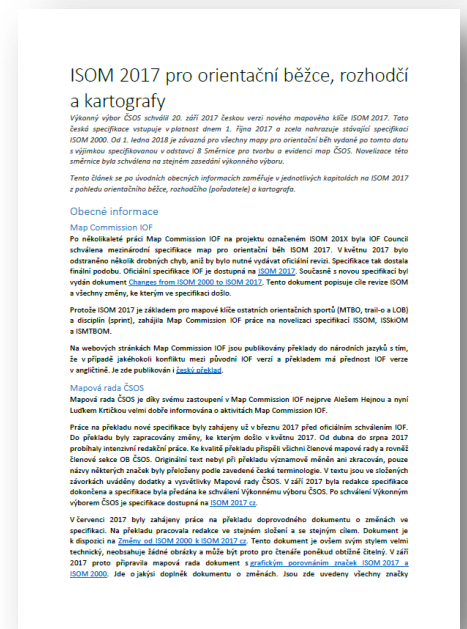 ISOM 2017 pro orientační běžce, rozhodčí
a kartografy
Výkonný výbor ČSOS schválil 20. září 2017 českou verzi nového mapového klíče ISOM 2017. Tato
česká specifikace vstupuje v platnost dnem 1. října 2017 a zcela nahrazuje stávající specifikaci
ISOM 2000. Od 1. ledna 2018 je závazná pro všechny mapy pro orientační běh vydané po tomto datu
s výjimkou specifikovanou v odstavci 8 Směrnice pro tvorbu a evidenci map ČSOS. Novelizace této
směrnice byla schválena na stejném zasedání výkonného výboru.
Tento článek se po úvodních obecných informacích zaměřuje v jednotlivých kapitolách na ISOM 2017
z pohledu orientačního běžce, rozhodčího (pořadatele) a kartografa.
Obecné informace
Map Commission IOF
Po několikaleté práci Map Commission IOF na projektu označeném ISOM 201X byla IOF Council
schválena mezinárodní specifikace map pro orientační běh ISOM 2017. V květnu 2017 bylo
odstraněno několik drobných chyb, aniž by bylo nutné vydávat oficiální revizi. Specifikace tak dostala
finální podobu. Oficiální specifikace IOF je dostupná na ISOM 2017. Současně s novou specifikací byl
vydán dokument Changes from ISOM 2000 to ISOM 2017. Tento dokument popisuje cíle revize ISOM
a všechny změny, ke kterým ve specifikaci došlo.
Protože ISOM 2017 je základem pro mapové klíče ostatních orientačních sportů (MTBO, trail-o a LOB)
a disciplín (sprint), zahájila Map Commission IOF práce na novelizaci specifikací ISSOM, ISSkiOM
a ISMTBOM.
Na webových stránkách Map Commission IOF jsou publikovány překlady do národních jazyků s tím,
že v případě jakéhokoli konfliktu mezi původní IOF verzí a překladem má přednost IOF verze
v angličtině. Je zde publikován i český překlad.
Mapová rada ČSOS
Mapová rada ČSOS je díky svému zastoupení v Map Commission IOF nejprve Alešem Hejnou a nyní
Luďkem Krtičkou velmi dobře informována o aktivitách Map Commission IOF.
Práce na překladu nové specifikace byly zahájeny už v březnu 2017 před oficiálním schválením IOF.
Do překladu byly zapracovány změny, ke kterým došlo v květnu 2017. Od dubna do srpna 2017
probíhaly intenzivní redakční práce. Ke kvalitě překladu přispěli všichni členové mapové rady a rovněž
členové sekce OB ČSOS. Originální text nebyl při překladu významově měněn ani zkracován, pouze
názvy některých značek byly přeloženy podle zavedené české terminologie. V textu jsou ve složených
závorkách uváděny dodatky a vysvětlivky Mapové rady ČSOS. V září 2017 byla redakce specifikace
dokončena a specifikace byla předána ke schválení Výkonnému výboru ČSOS. Po schválení Výkonným
výborem ČSOS je specifikace dostupná na ISOM 2017 cz.
V červenci 2017 byly zahájeny práce na překladu doprovodného dokumentu o změnách ve
specifikaci. Na překladu pracovala redakce ve stejném složení a se stejným cílem. Dokument je
k dispozici na Změny od ISOM 2000 k ISOM 2017 cz. Tento dokument je ovšem svým stylem velmi
technický, neobsahuje žádné obrázky a může být proto pro čtenáře poněkud obtížně čitelný. V září
2017 proto připravila mapová rada dokument s grafickým porovnáním značek ISOM 2017 a
ISOM 2000. Jde o jakýsi doplněk dokumentu o změnách. Jsou zde uvedeny všechny značky